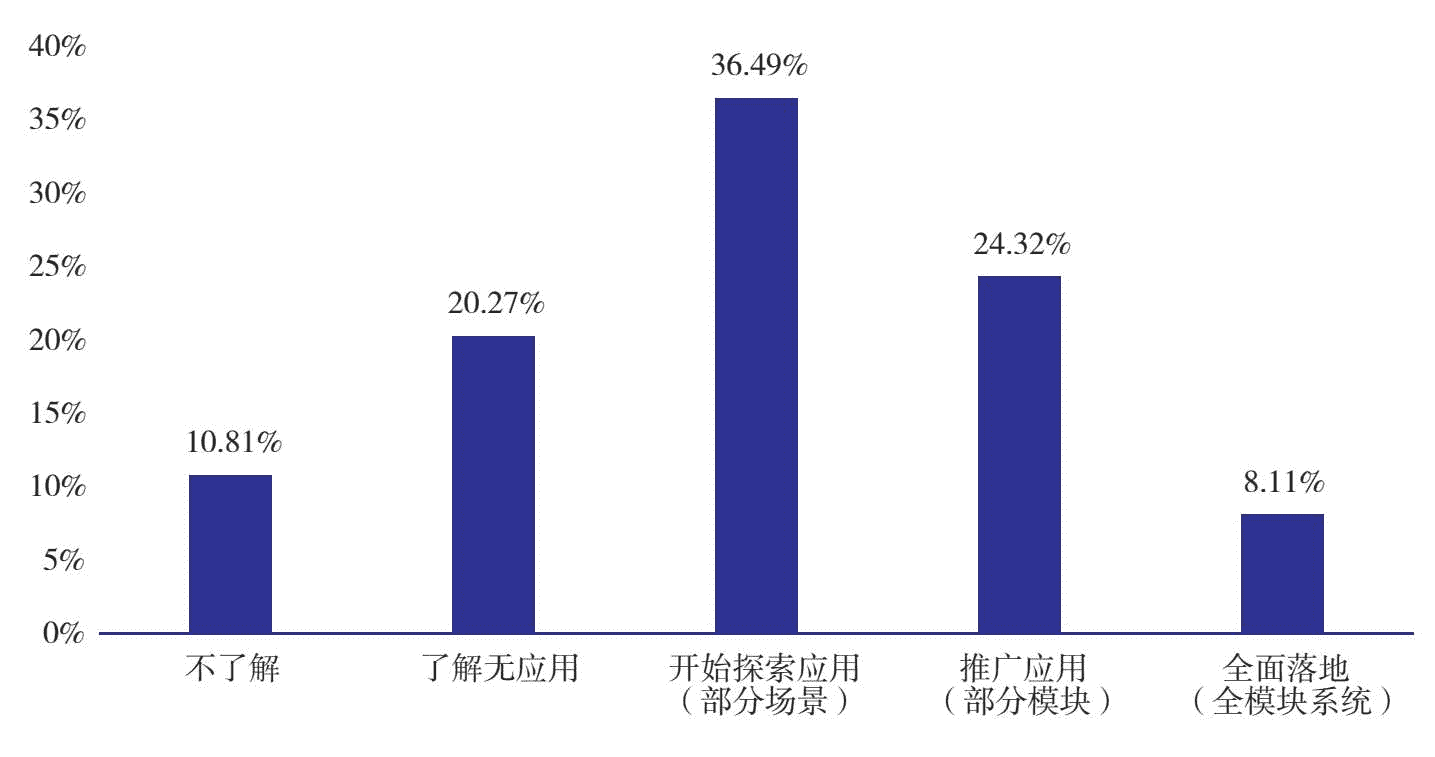 40%
35%
30%
25%
20%
15%
10%
5%
0%
10.81%
20.27%
36.49%
24.32%
8.11%
不了解
了解无应用
开始探索应用
（部分场景）
推广应用
（部分模块）
全面落地
（全模块系统）